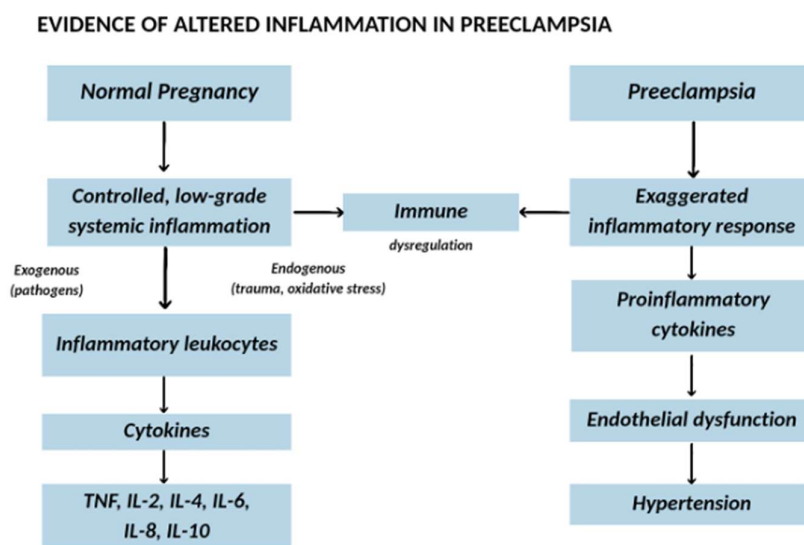 EVIDENCE OF ALTERED INFLAMMATION IN PREECLAMPSIA
Normal Pregnancy
Controlled, low-grade
systemic inflammation
Exogenous
(pathogens)
Endogenous
(trauma, oxidative stress)
Inflammatory leukocytes
Cytokines
TNF, IL-2, IL-4, IL-6,
IL-8, IL-10
Immune
dysregulation
Preeclampsia
Exaggerated
inflammatory response
Proinflammatory
cytokines
Endothelial dysfunction
Hypertension